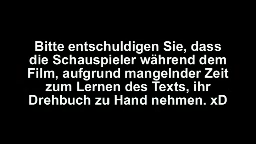 Bitte entschuldigen Sie, dass
die Schauspieler während dem
Film, aufgrund mangelnder Zeit
zum Lernen des Texts, ihr
Drehbuch zu Hand nehmen. xD